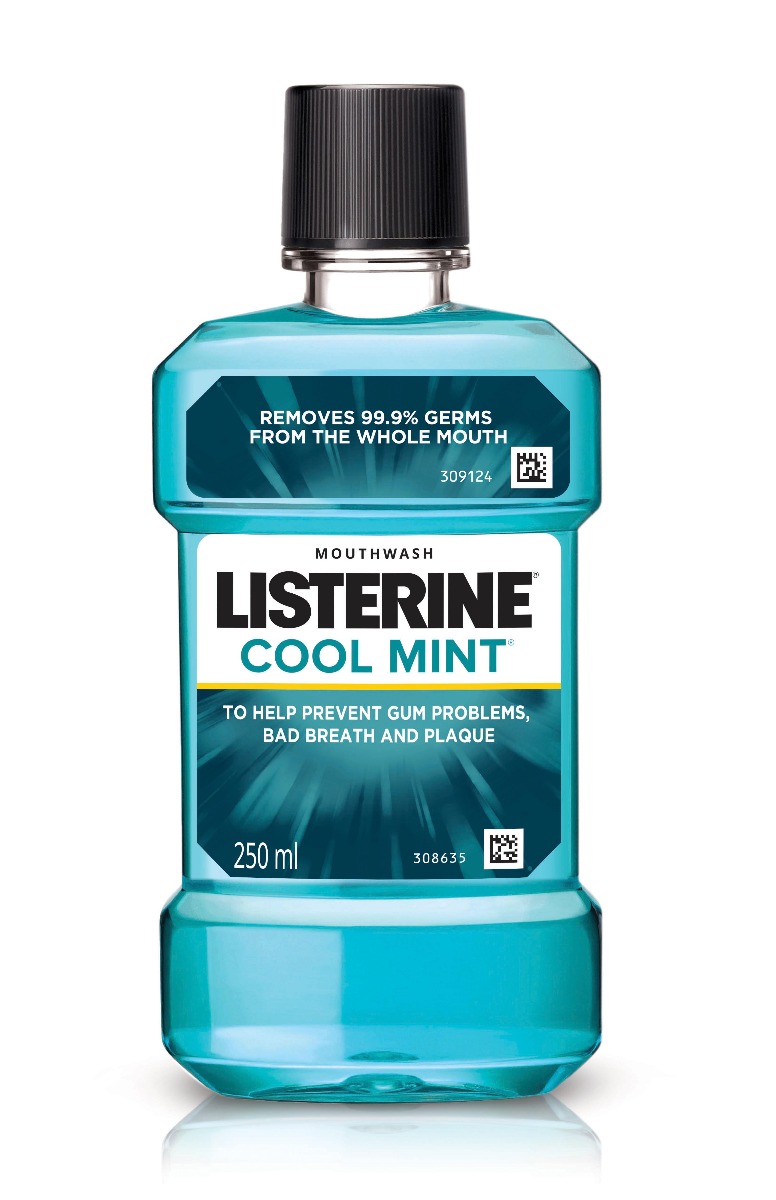 REMOVES 99.9% GERMS
FROM THE WHOLE MOUTH
309124
MOUTHWASH
LISTERINE®
COOL MINT®
TO HELP PREVENT GUM PROBLEMS,
BAD BREATH AND PLAQUE
250 ml
308635